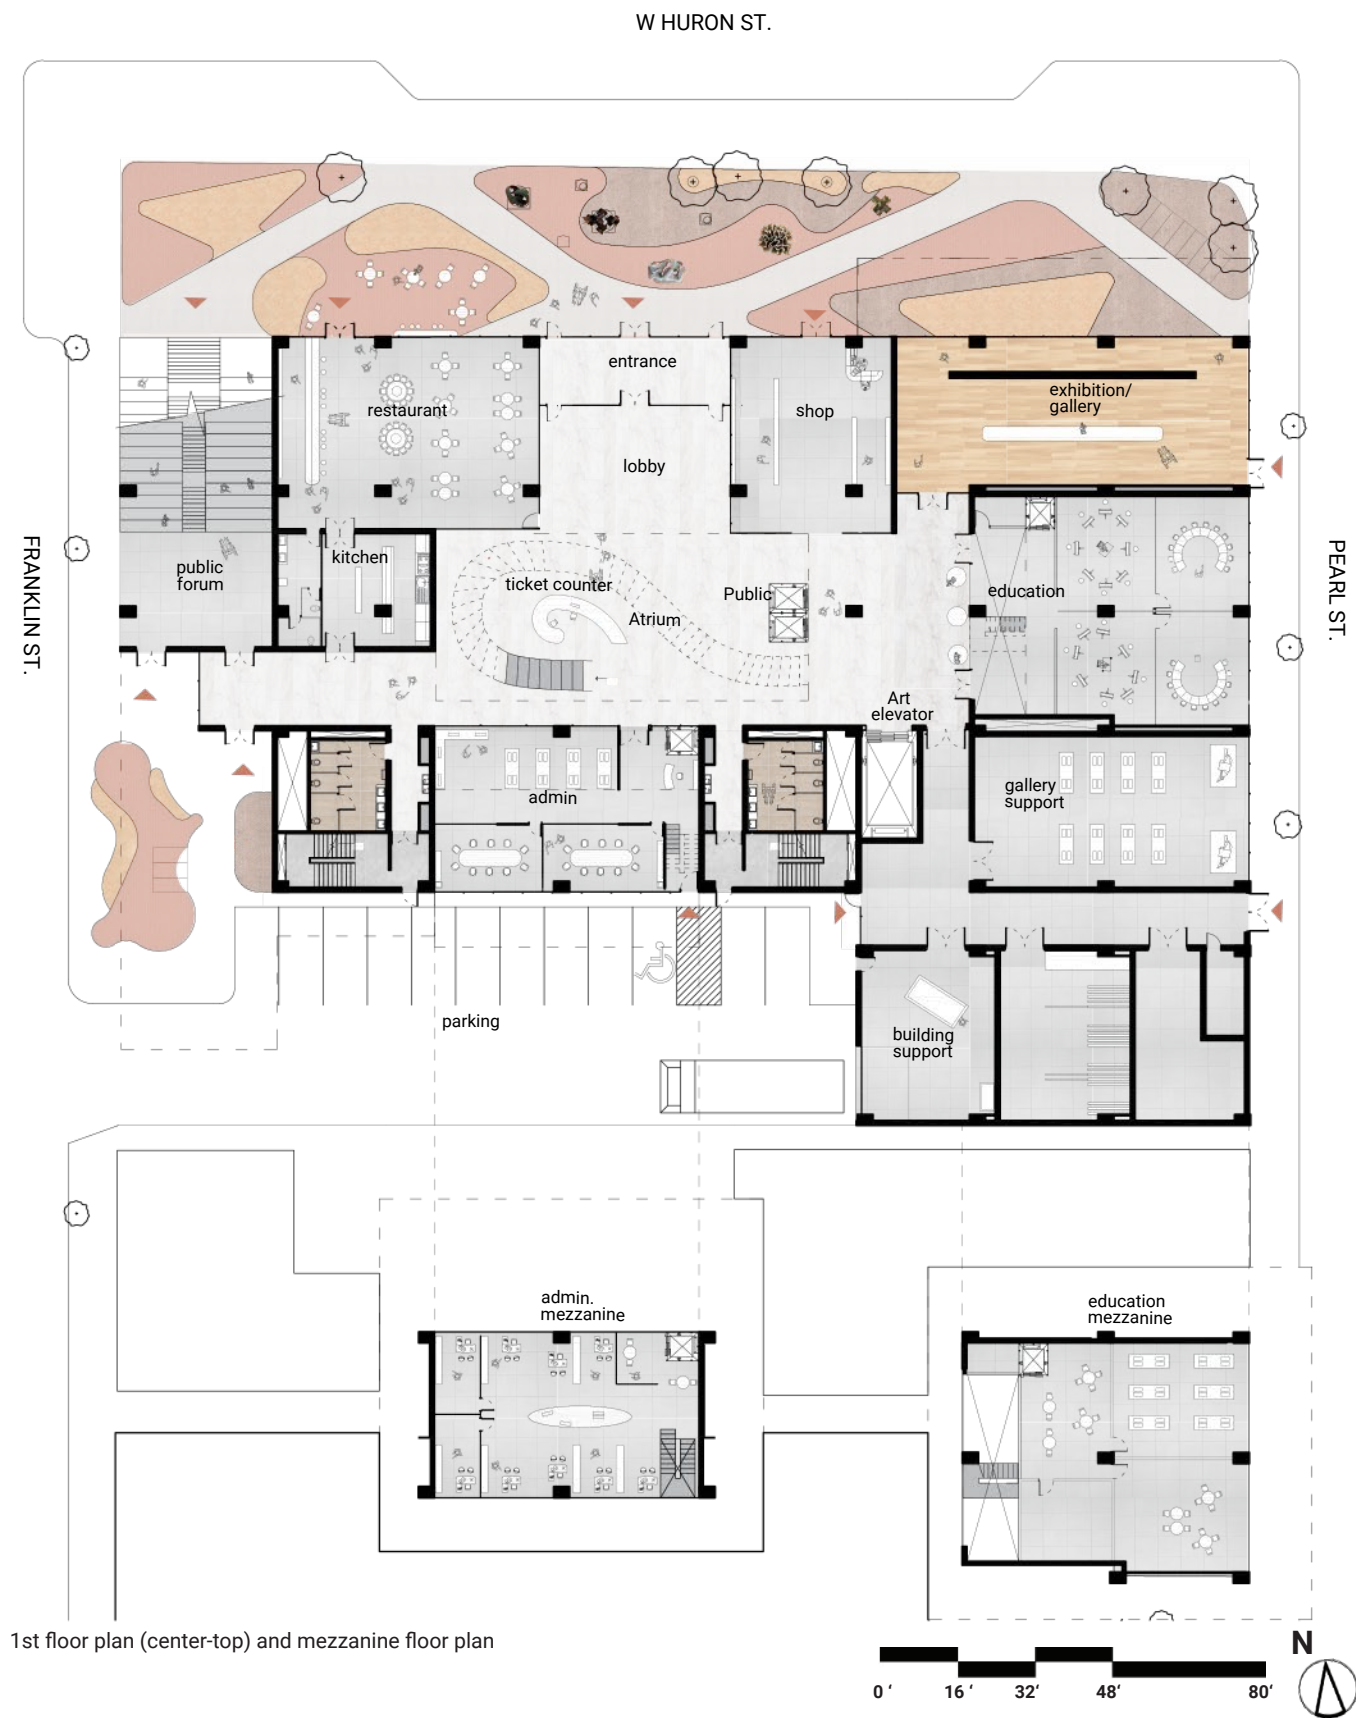 W HURON ST.
entrance
exhibition/
gallery
restaurant
shop
lobby
FRANKLIN ST.
PEARL ST.
public
forum
kitchen
ticket counter
Public
education
Atrium
Art
elevator
gallery
support
admin
parking
building
support
admin.
mezzanine
education
mezzanine
1st floor plan (center-top) and mezzanine floor plan
N
0 ‘ 16 ‘ 32‘ 48‘ 80‘